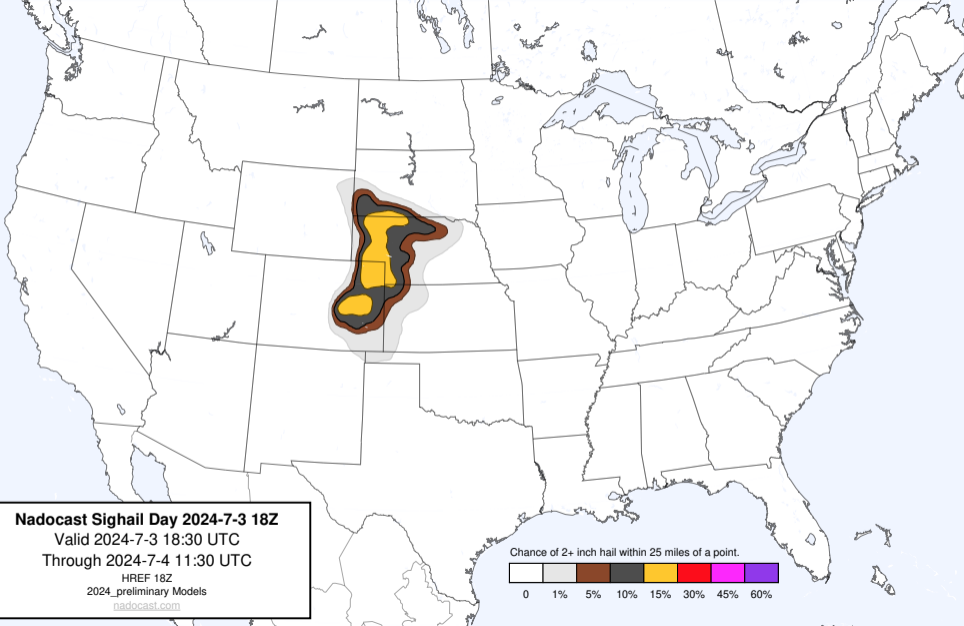 Nadocast Sighail Day 2024-7-3 18Z
Valid 2024-7-3 18:30 UTC
Through 2024-7-4 11:30 UTC
HREF 18Z
2024_preliminary Models
nadocast.com
Chance of 2+ inch hail within 25 miles of a point.
0 1% 5% 10% 15% 30% 45% 60%